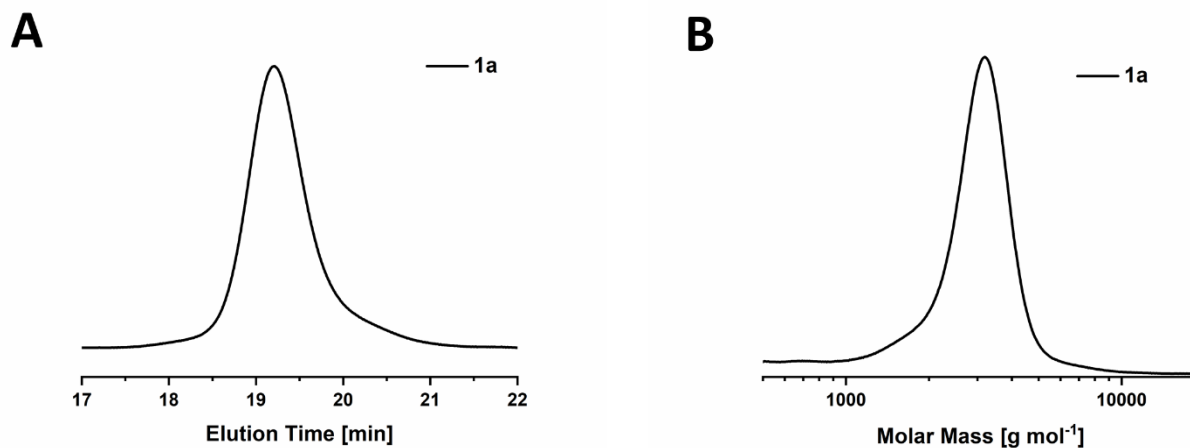 A
1a
17 18 19 20 21 22
Elution Time [min]
B
1a
1000 10000
Molar Mass [g mol⁻¹]